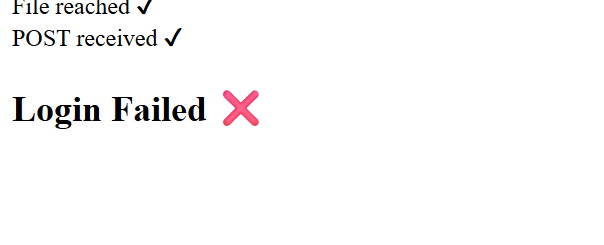 File reached ✔
POST received ✔
Login Failed ❌